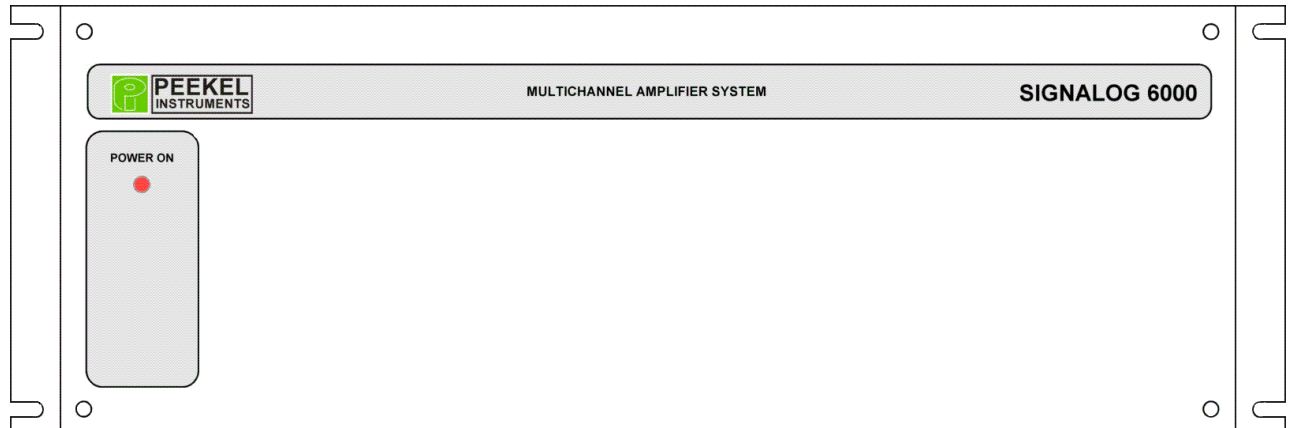 PEEKEL
INSTRUMENTS
MULTICHANNEL AMPLIFIER SYSTEM
SIGNALOG 6000
POWER ON